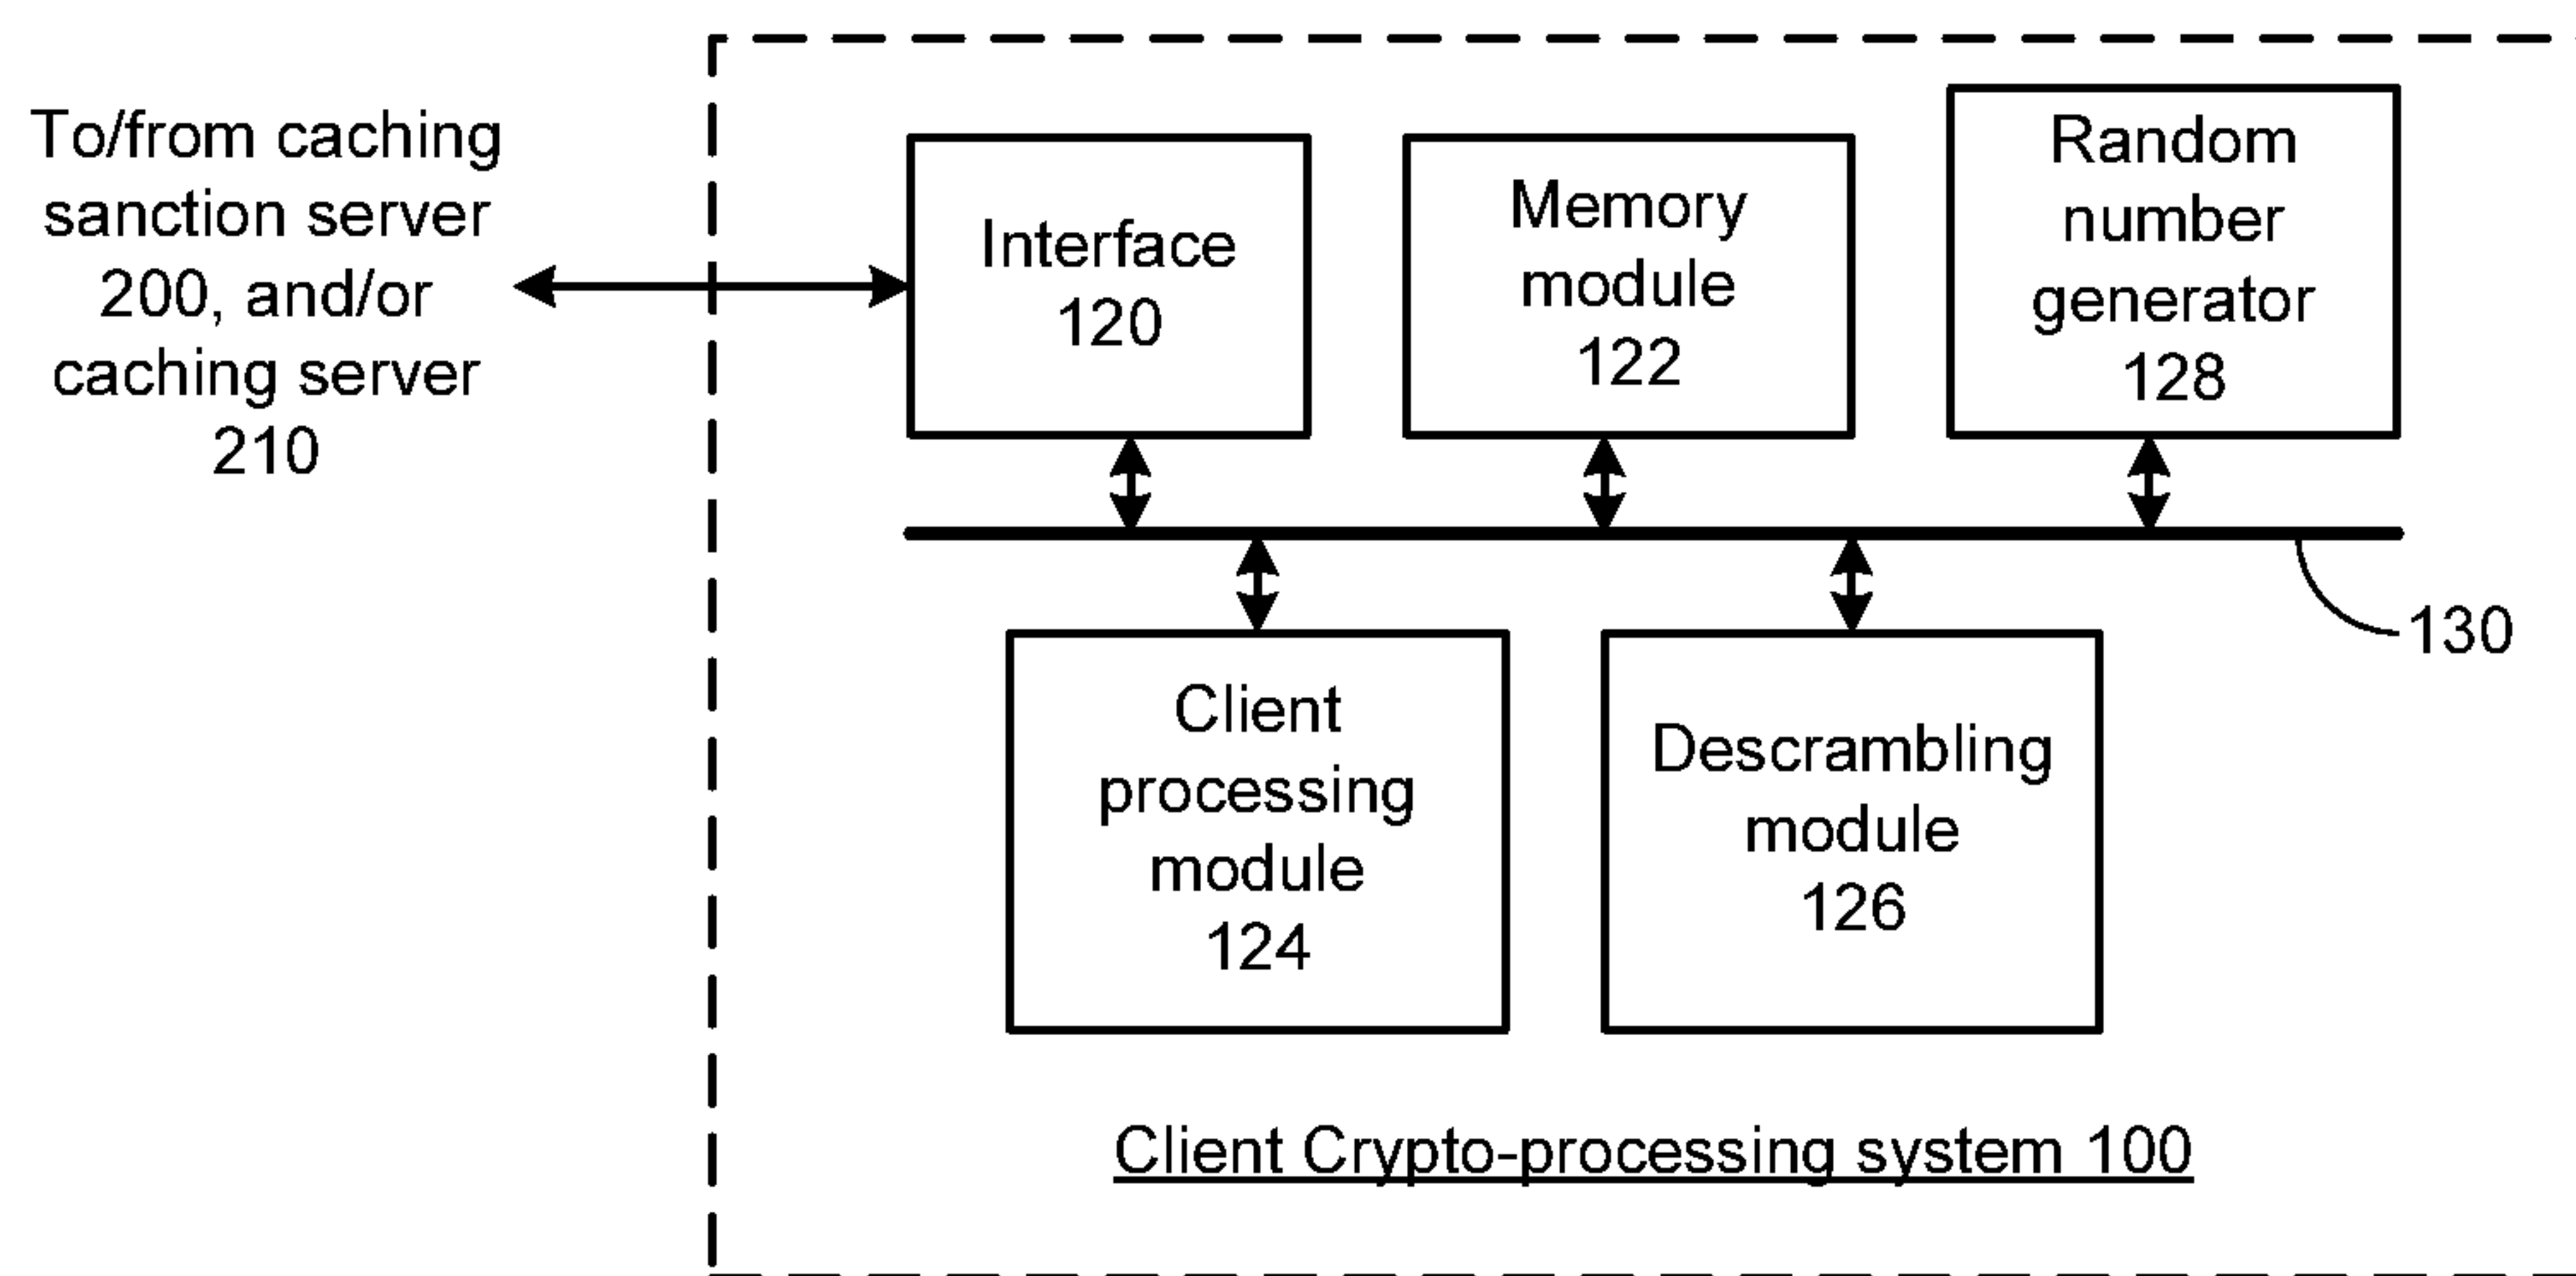 To/from caching
sanction server
200, and/or
caching server
210
Interface
120
Memory
module
122
Random
number
generator
128
130
Client
processing
module
124
Descrambling
module
126
Client Crypto-processing system 100